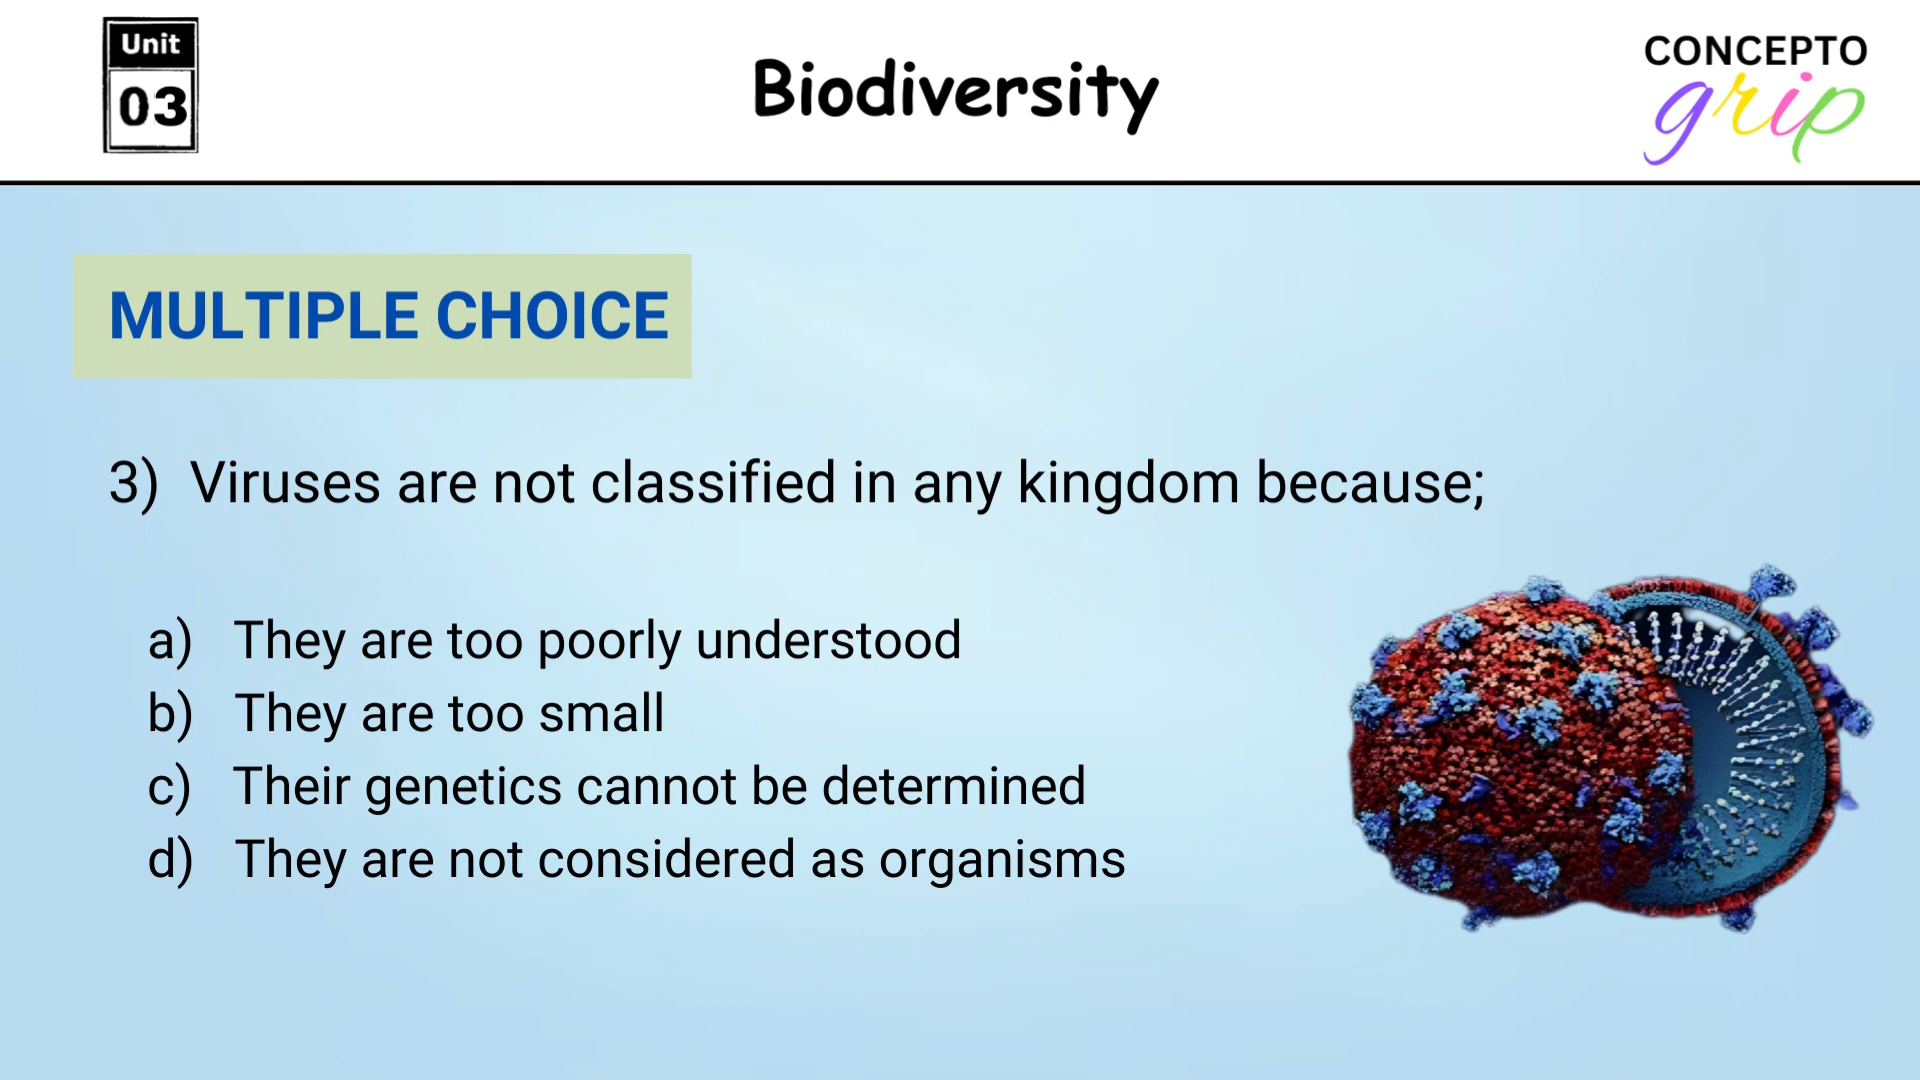 Unit
03
Biodiversity
CONCEPTO
grip
MULTIPLE CHOICE
3) Viruses are not classified in any kingdom because;
a) They are too poorly understood
b) They are too small
c) Their genetics cannot be determined
d) They are not considered as organisms